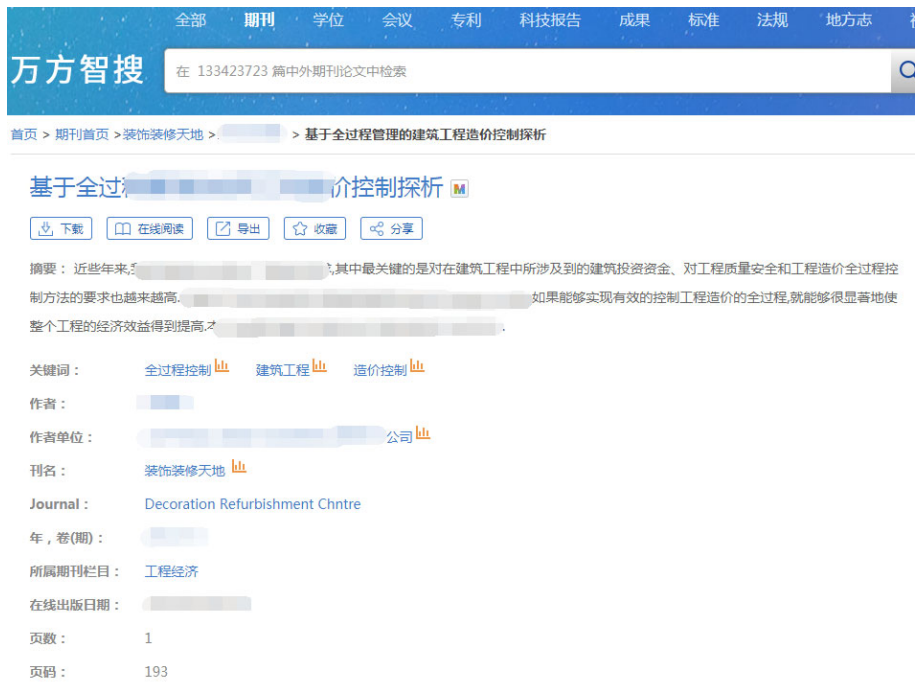 全部 期刊 学位 会议 专利 科技报告 成果 标准 法规 地方志
万方智搜
在 133423723 篇中外期刊论文中检索
首页 > 期刊首页 >装饰装修天地 > > 基于全过程管理的建筑工程造价控制探析
基于全过 价控制探析 M
下载 在线阅读 导出 收藏 分享
摘要： 近些年来, ,其中最关键的是对在建筑工程中所涉及到的建筑投资资金、对工程质量安全和工程造价全过程控
制方法的要求也越来越高. 如果能够实现有效的控制工程造价的全过程,就能够很显著地使
整个工程的经济效益得到提高. .
关键词： 全过程控制 建筑工程 造价控制
作者：
作者单位： 公司
刊名： 装饰装修天地
Journal： Decoration Refurbishment Chntre
年，卷(期)：
所属期刊栏目： 工程经济
在线出版日期：
页数： 1
页码： 193